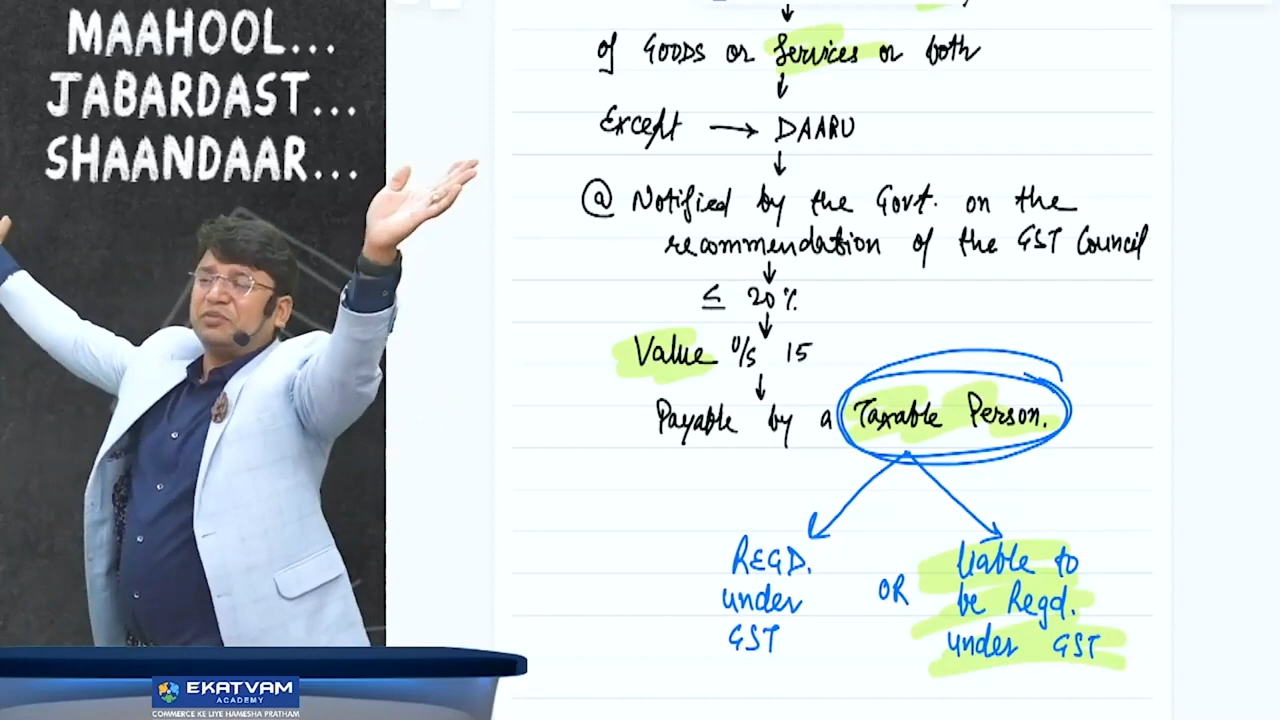 MAAHOOL...
JABARDAST...
SHAANDAAR...
of GOODS or Services or both
Except → DAARU
@ Notified by the Govt. on the
recommendation of the GST Council
≤ 20%
Value u/s 15
Payable by a Taxable Person.
REGD.
under
GST
OR
liable to
be Regd.
under GST
EKATVAM
ACADEMY
COMMERCE KE LIYE HAMESHA PRATHAM